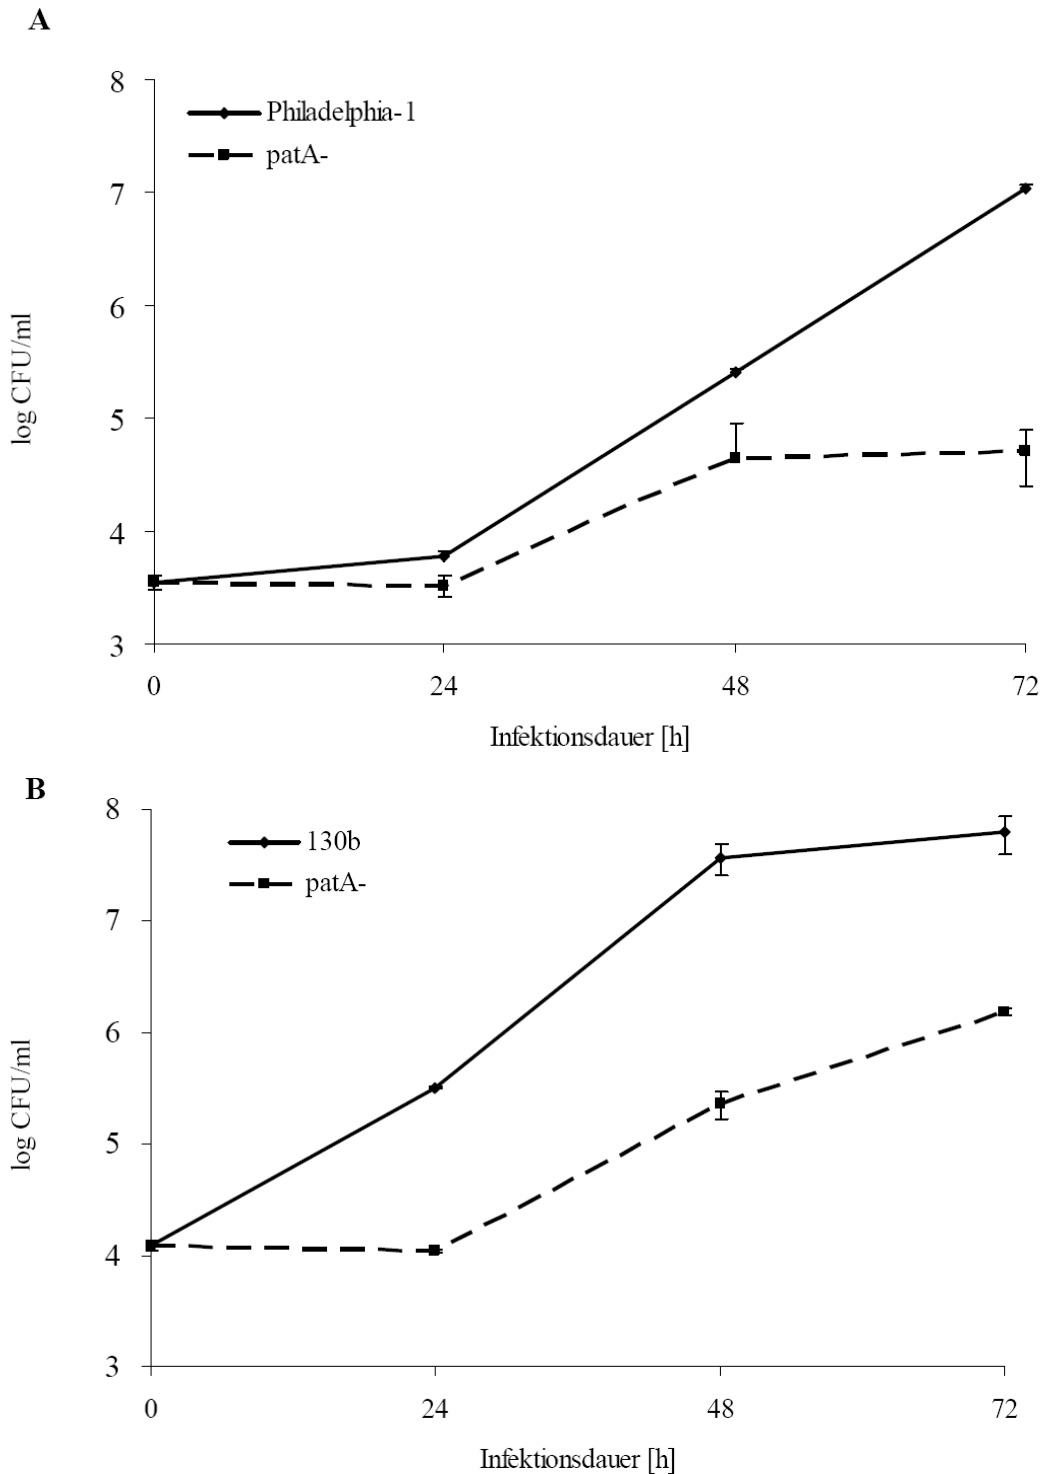 A
8
Philadelphia-1
patA-
7
6
log CFU/ml
5
4
3
0 24 48 72
Infektionsdauer [h]
B
8
130b
patA-
7
6
log CFU/ml
5
4
3
0 24 48 72
Infektionsdauer [h]